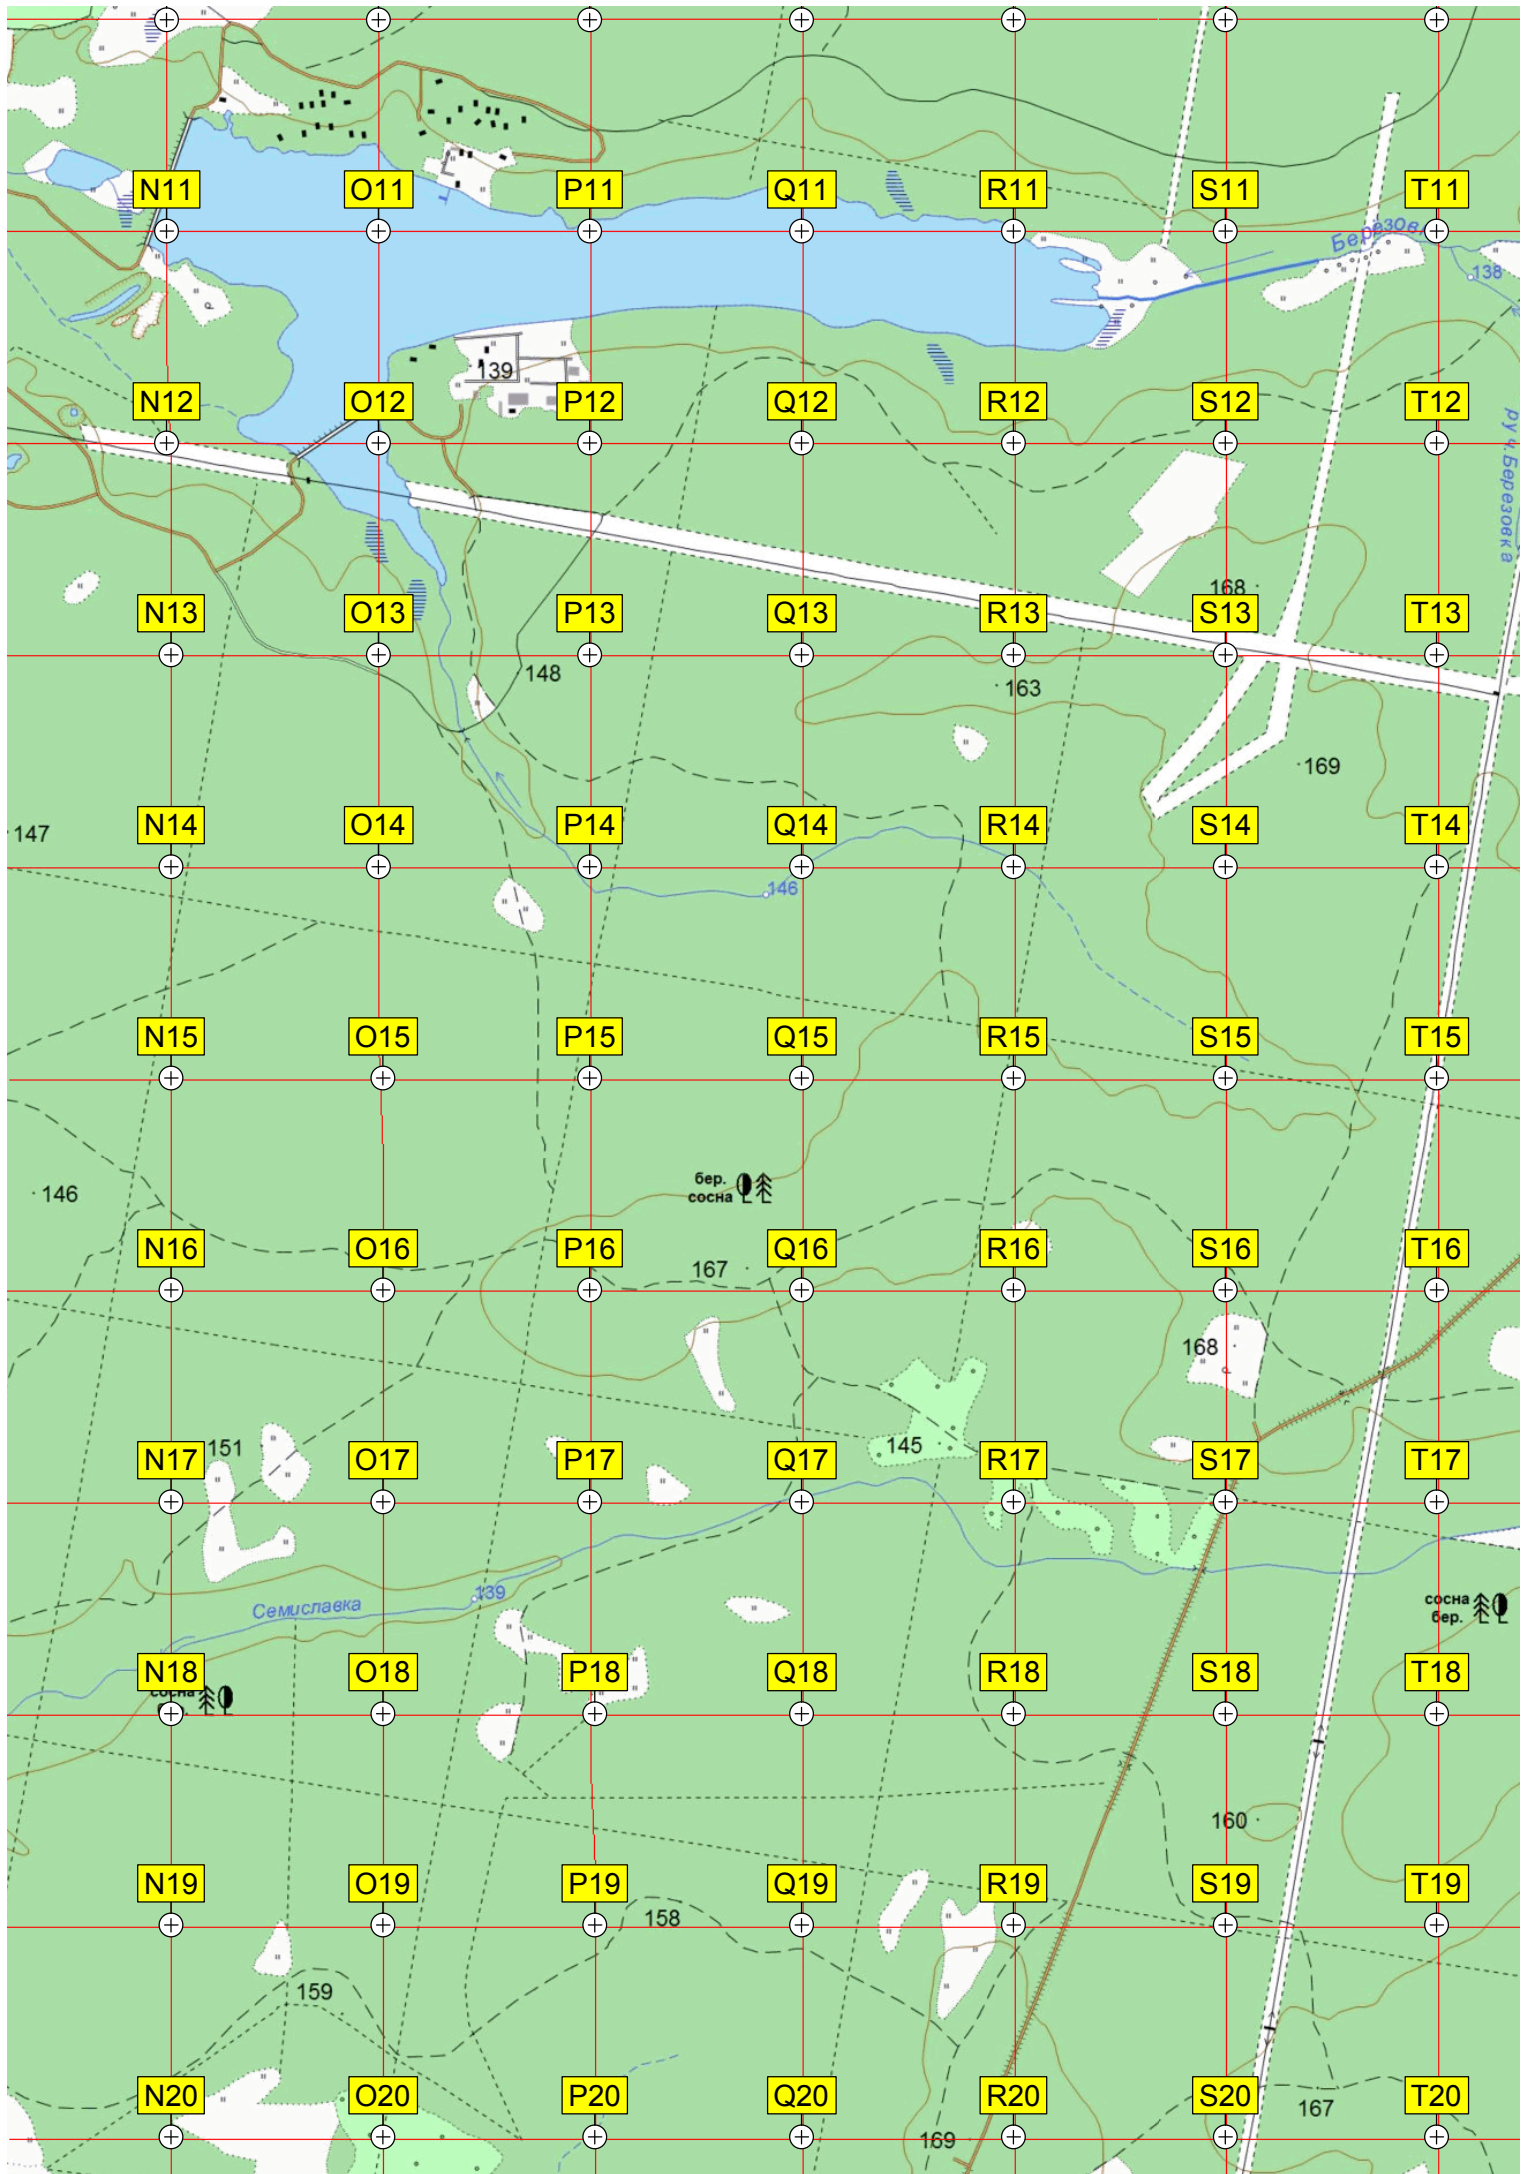 N11 O11 P11 Q11 R11 S11 T11
Берёзов
138
139
N12 O12 P12 Q12 R12 S12 T12
руч. Березовка
168
N13 O13 P13 Q13 R13 S13 T13
148
163
169
N14 O14 P14 Q14 R14 S14 T14
147
146
N15 O15 P15 Q15 R15 S15 T15
бер.
сосна
146
N16 O16 P16 Q16 R16 S16 T16
167
168
145
151
N17 O17 P17 Q17 R17 S17 T17
139
Семиславка
сосна
бер.
N18 O18 P18 Q18 R18 S18 T18
сосна
160
N19 O19 P19 Q19 R19 S19 T19
158
159
N20 O20 P20 Q20 R20 S20 T20
167
169